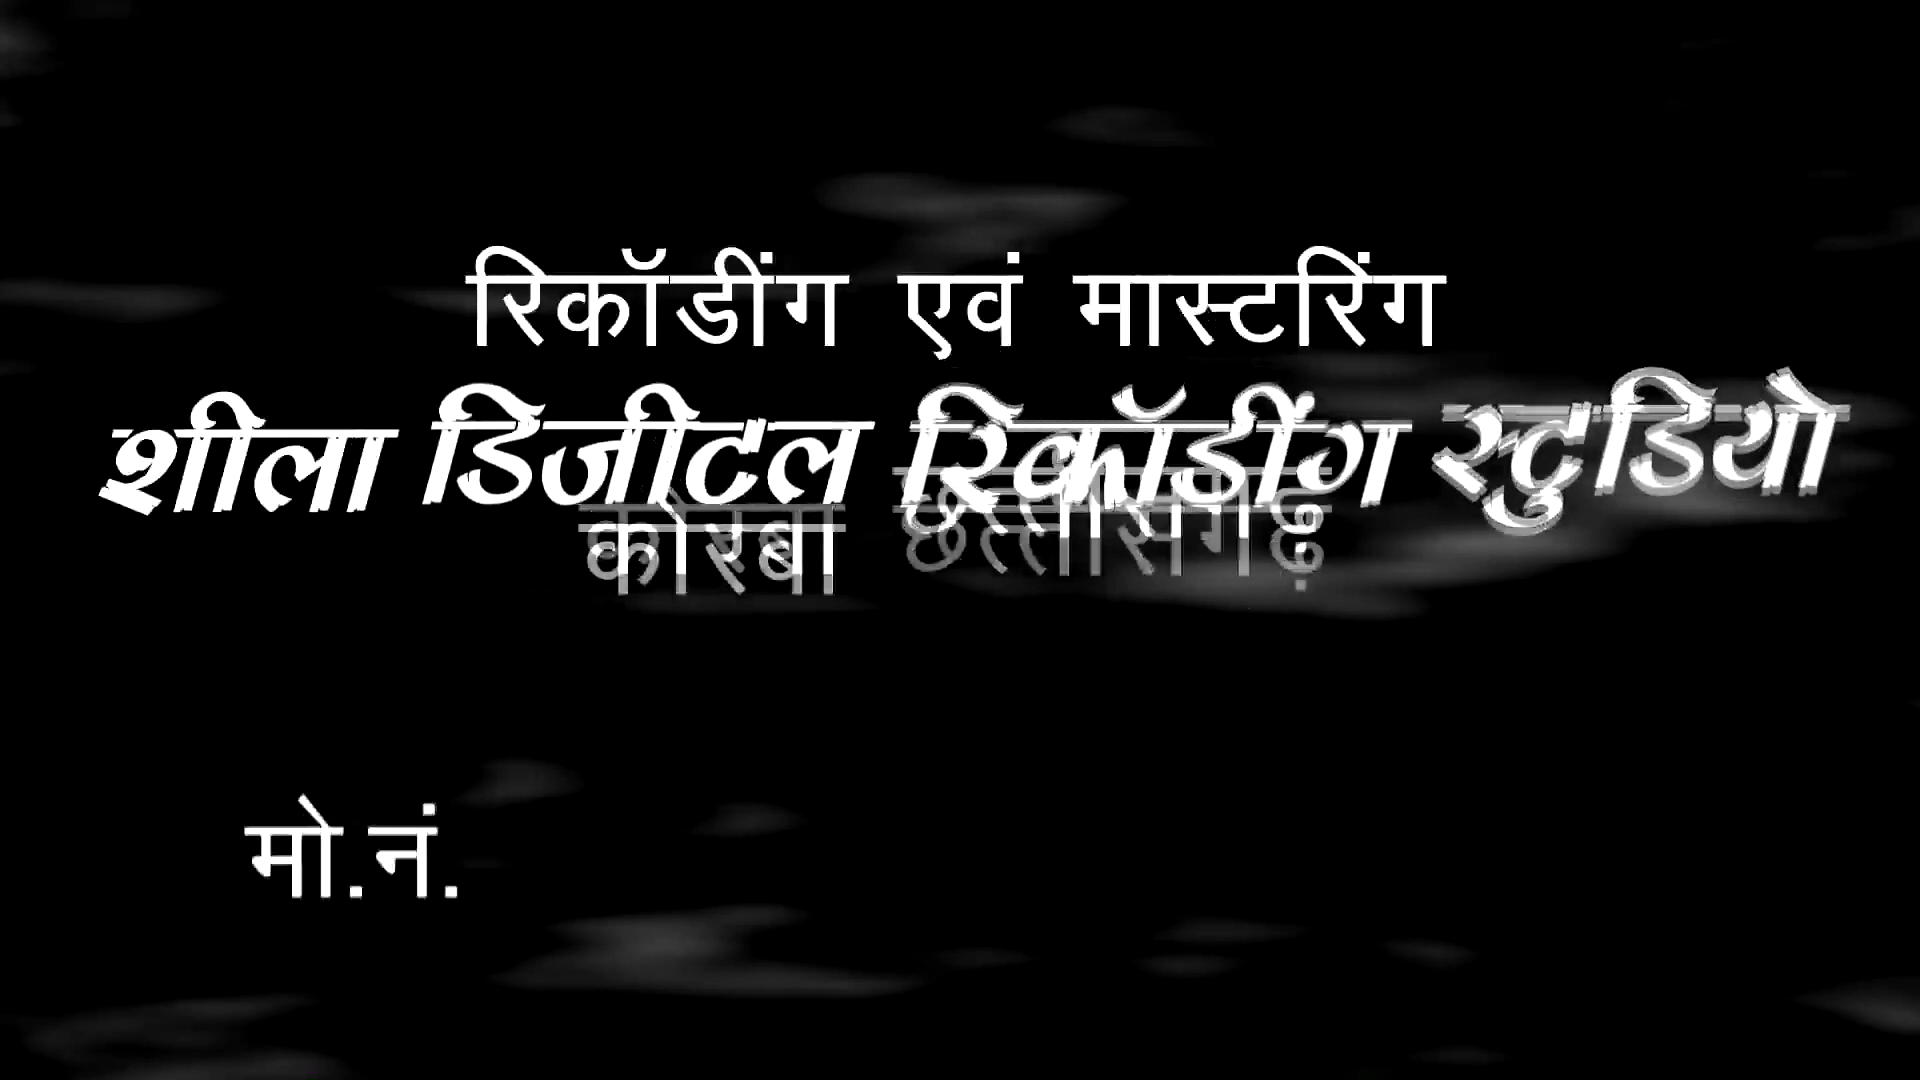 रिकॉडींग एवं मास्टरिंग
शीला डिजीटल रिकॉडींग स्टुडियो
कोरबा छत्तीसगढ़
मो.नं.